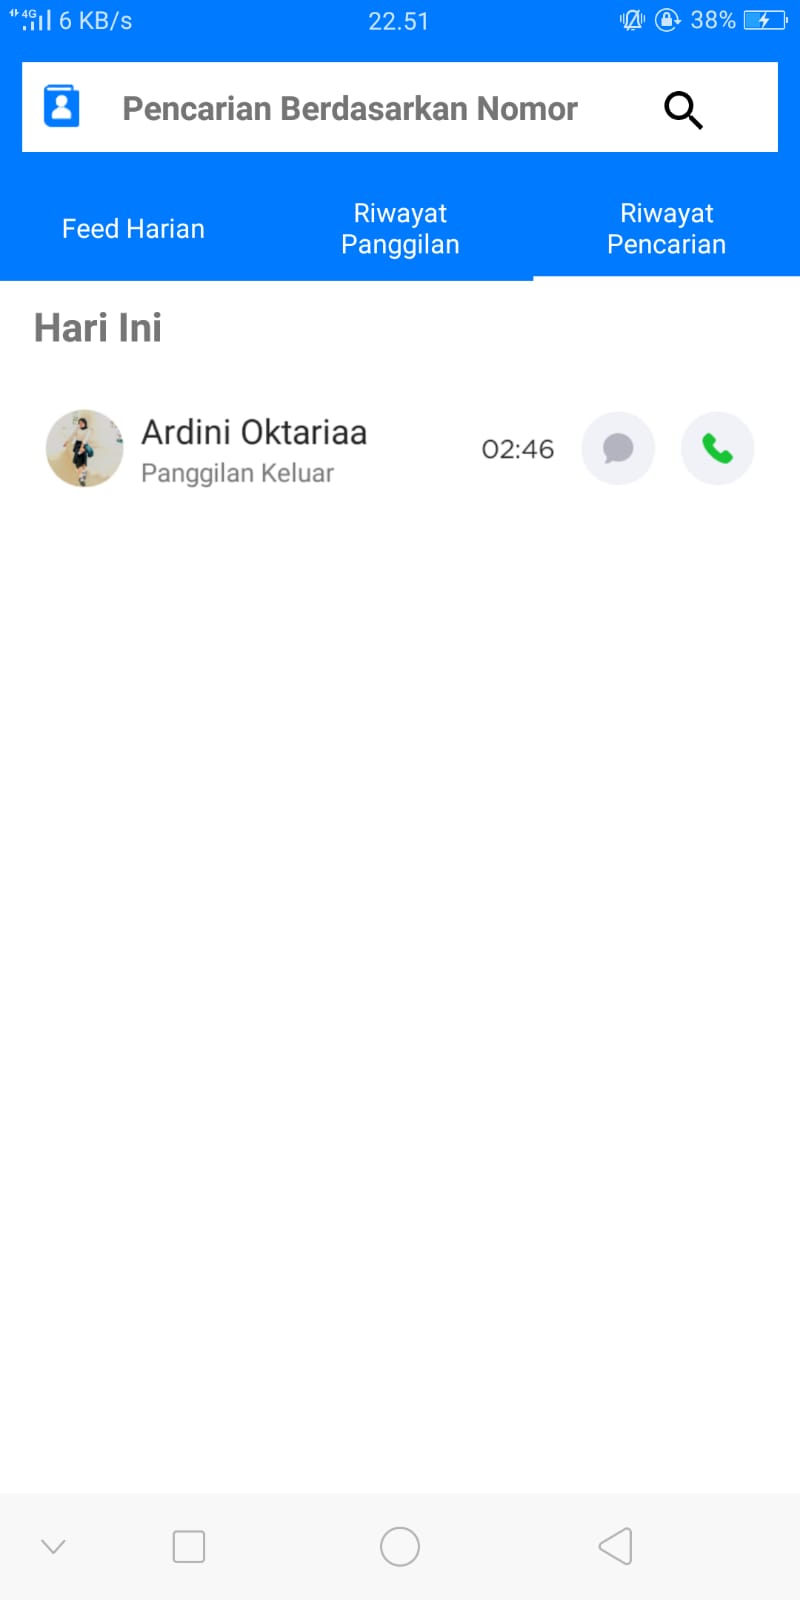 4G 6 KB/s 22.51 38%
Pencarian Berdasarkan Nomor
Feed Harian
Riwayat
Panggilan
Riwayat
Pencarian
Hari Ini
Ardini Oktariaa
Panggilan Keluar
02:46